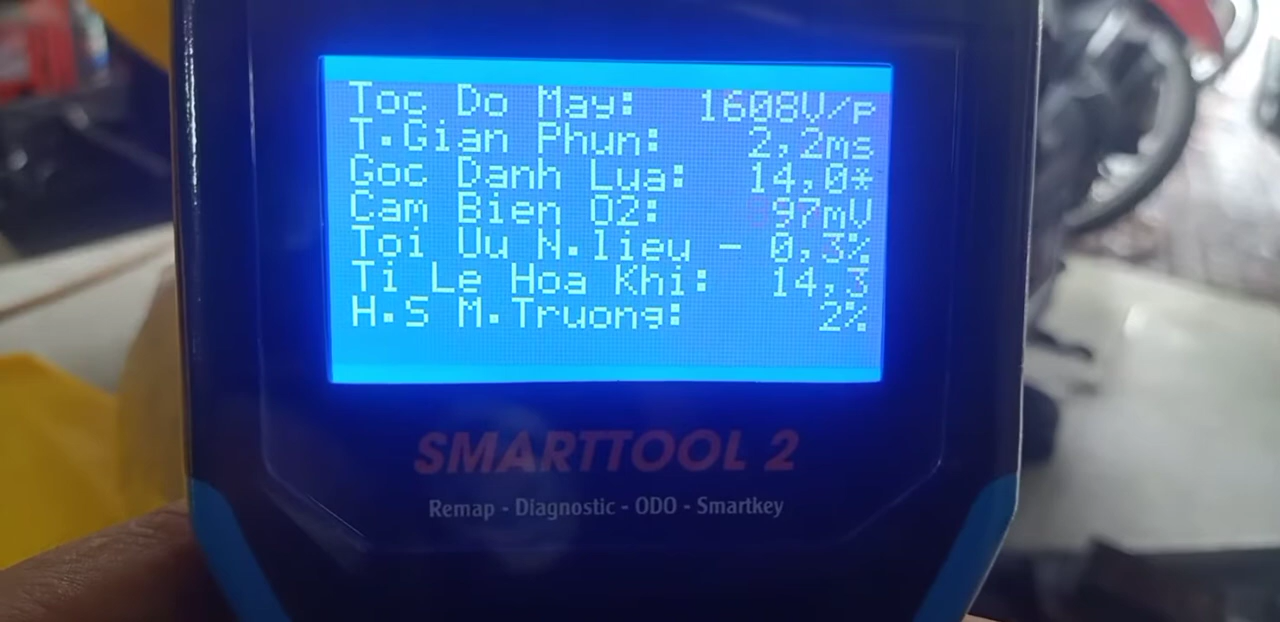 Toc Do May: 1608V/p
T.Gian Phun: 2,2ms
Goc Danh Lua: 14,0*
Cam Bien O2: 97mV
Toi Uu N.lieu - 0,3%
Ti Le Hoa Khi: 14,3
H.S M.Truong: 2%
SMARTTOOL 2
Remap - Diagnostic - ODO - Smartkey